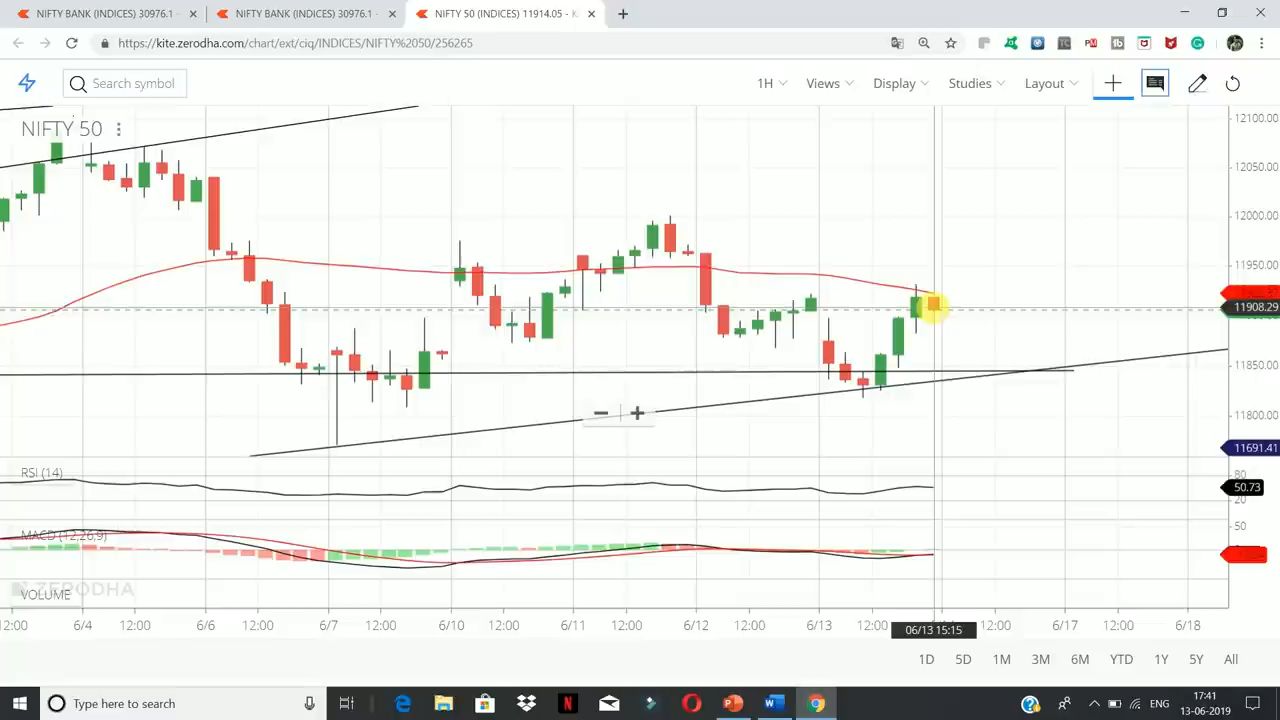 NIFTY BANK (INDICES) 30976.1 -
NIFTY BANK (INDICES) 30976.1 -
NIFTY 50 (INDICES) 11914.05 - K
https://kite.zerodha.com/chart/ext/ciq/INDICES/NIFTY%2050/256265
Search symbol
1H
Views
Display
Studies
Layout
NIFTY 50
12100.00
12050.00
12000.00
11950.00
11908.29
11850.00
11800.00
11691.41
RSI (14)
80
50.73
20
MACD (12,26,9)
50
ZERODHA
VOLUME
12:00 6/4 12:00 6/6 12:00 6/7 12:00 6/10 12:00 6/11 12:00 6/12 12:00 6/13 12:00 12:00 6/17 12:00 6/18
06/13 15:15
1D 5D 1M 3M 6M YTD 1Y 5Y All
Type here to search
ENG
17:41
13-06-2019